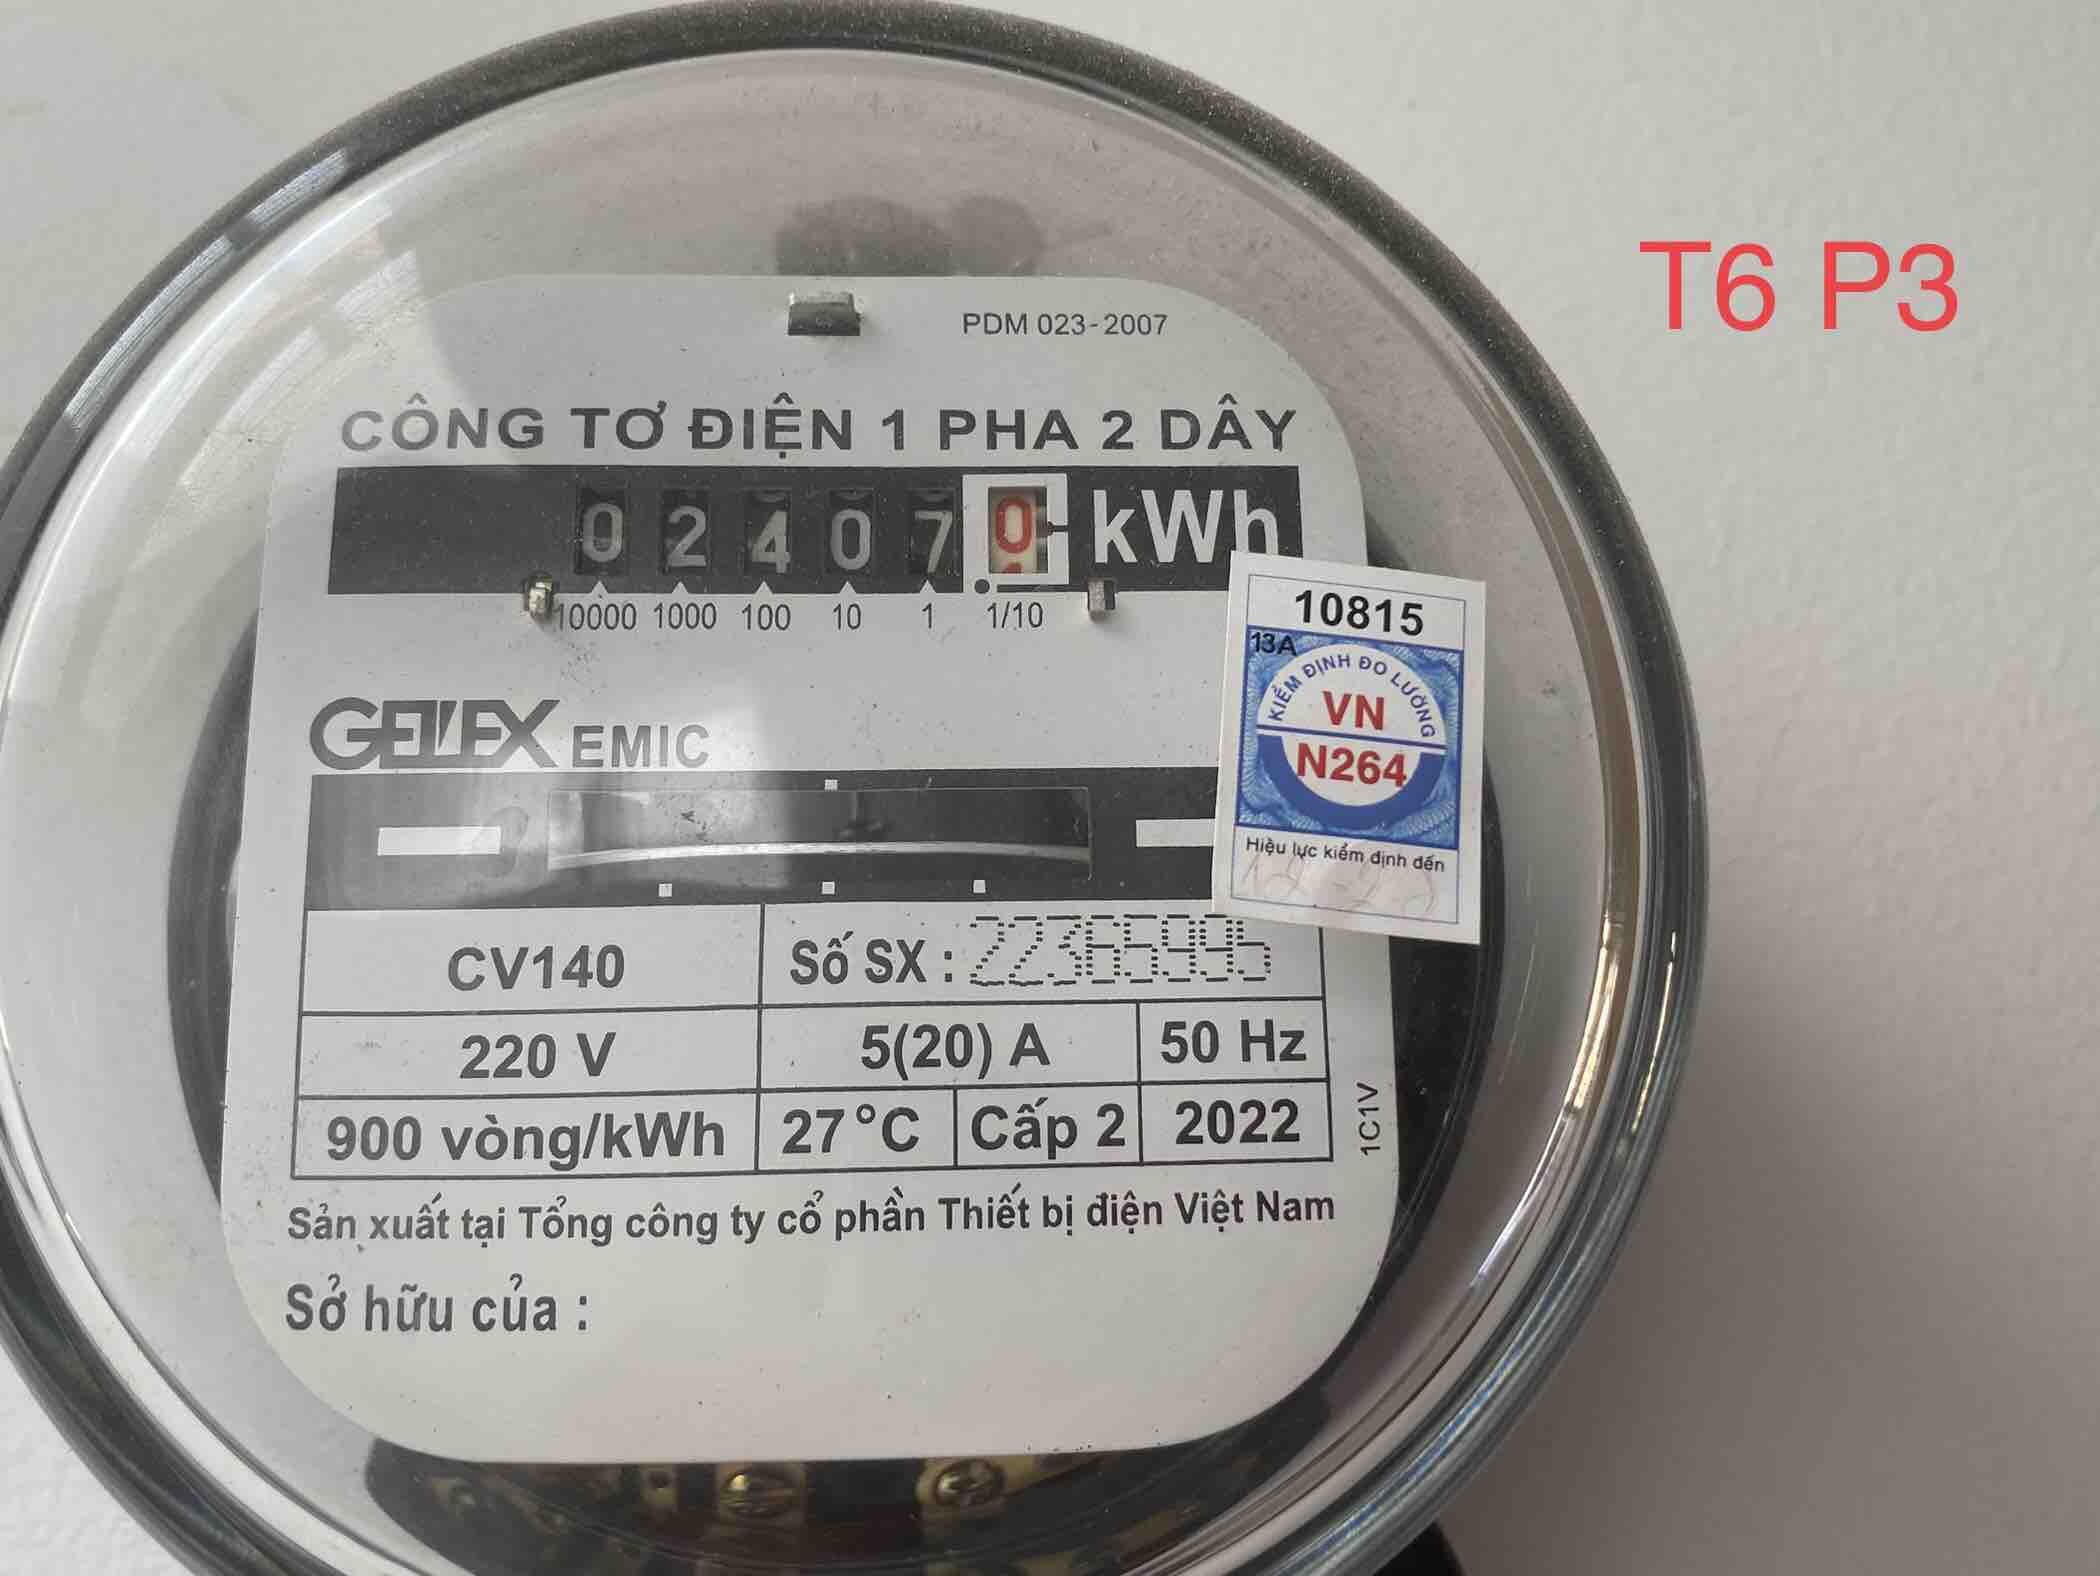 T6 P3
PDM 023-2007
CÔNG TƠ ĐIỆN 1 PHA 2 DÂY
0 2 4 0 7 0 kWh
10000 1000 100 10 1 1/10
10815
13A
KIỂM ĐỊNH ĐO LƯỜNG
VN
N264
Hiệu lực kiểm định đến
GELEX EMIC
CV140 Số SX : 22365995
220 V 5(20) A 50 Hz
900 vòng/kWh 27°C Cấp 2 2022
1C1V
Sản xuất tại Tổng công ty cổ phần Thiết bị điện Việt Nam
Sở hữu của :